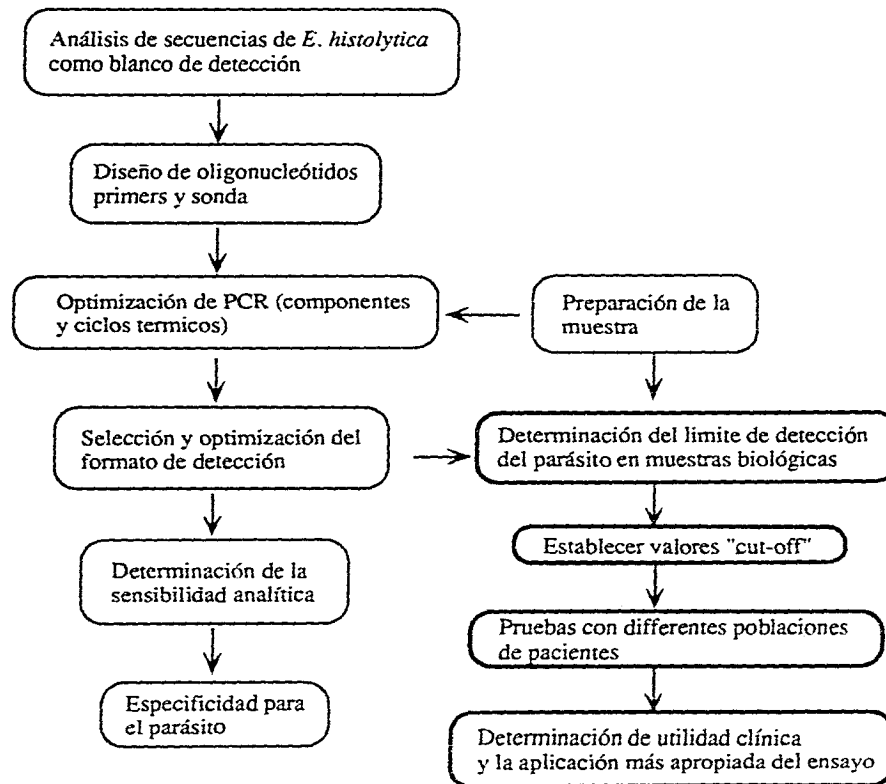 Análisis de secuencias de E. histolytica
como blanco de detección
Diseño de oligonucleótidos
primers y sonda
Optimización de PCR (componentes
y ciclos termicos)
Preparación de la
muestra
Selección y optimización del
formato de detección
Determinación del limite de detección
del parásito en muestras biológicas
Establecer valores "cut-off"
Determinación de la
sensibilidad analítica
Pruebas con differentes poblaciones
de pacientes
Especificidad para
el parásito
Determinación de utilidad clínica
y la aplicación más apropiada del ensayo